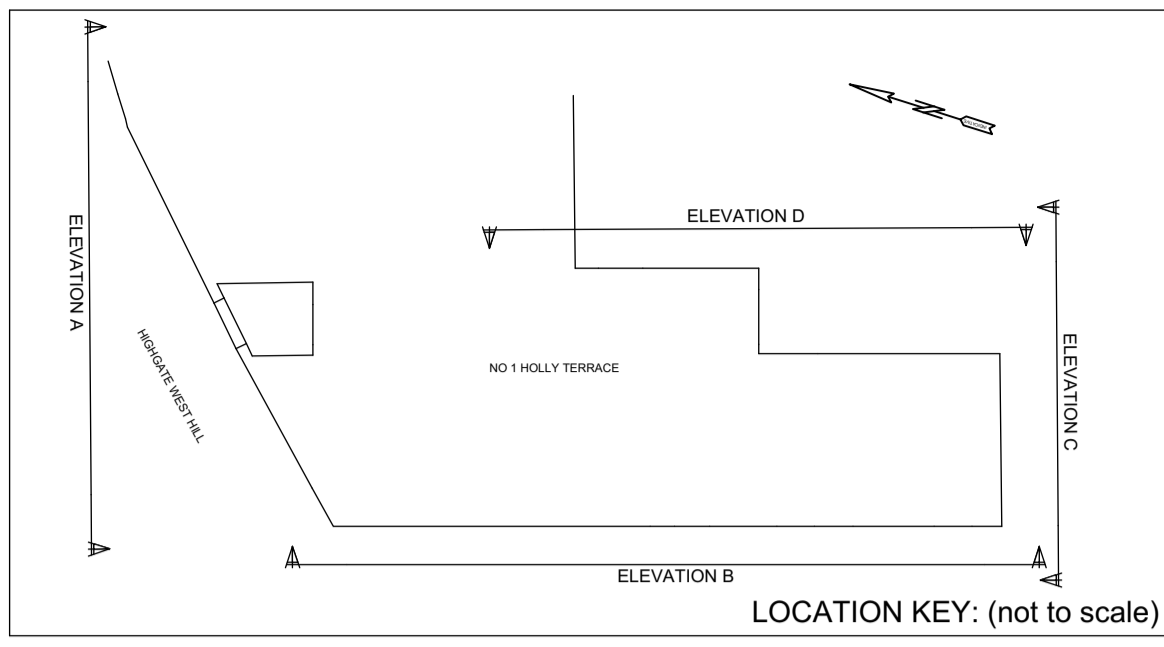 ELEVATION D
ELEVATION A
ELEVATION C
HIGHGATE WEST HILL
NO 1 HOLLY TERRACE
ELEVATION B
LOCATION KEY: (not to scale)